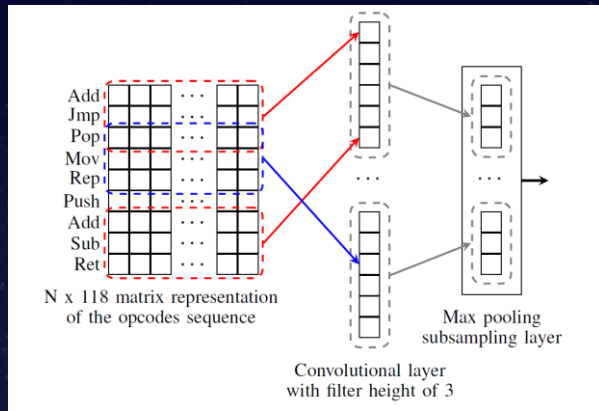 Add
Jmp
Pop
Mov
Rep
Push
Add
Sub
Ret
N x 118 matrix representation
of the opcodes sequence
Convolutional layer
with filter height of 3
Max pooling
subsampling layer